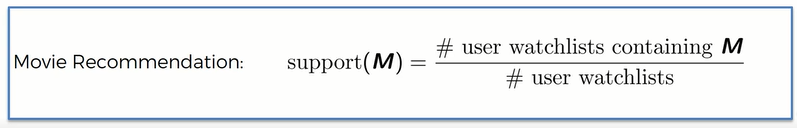 Movie Recommendation: support(M) = # user watchlists containing M / # user watchlists